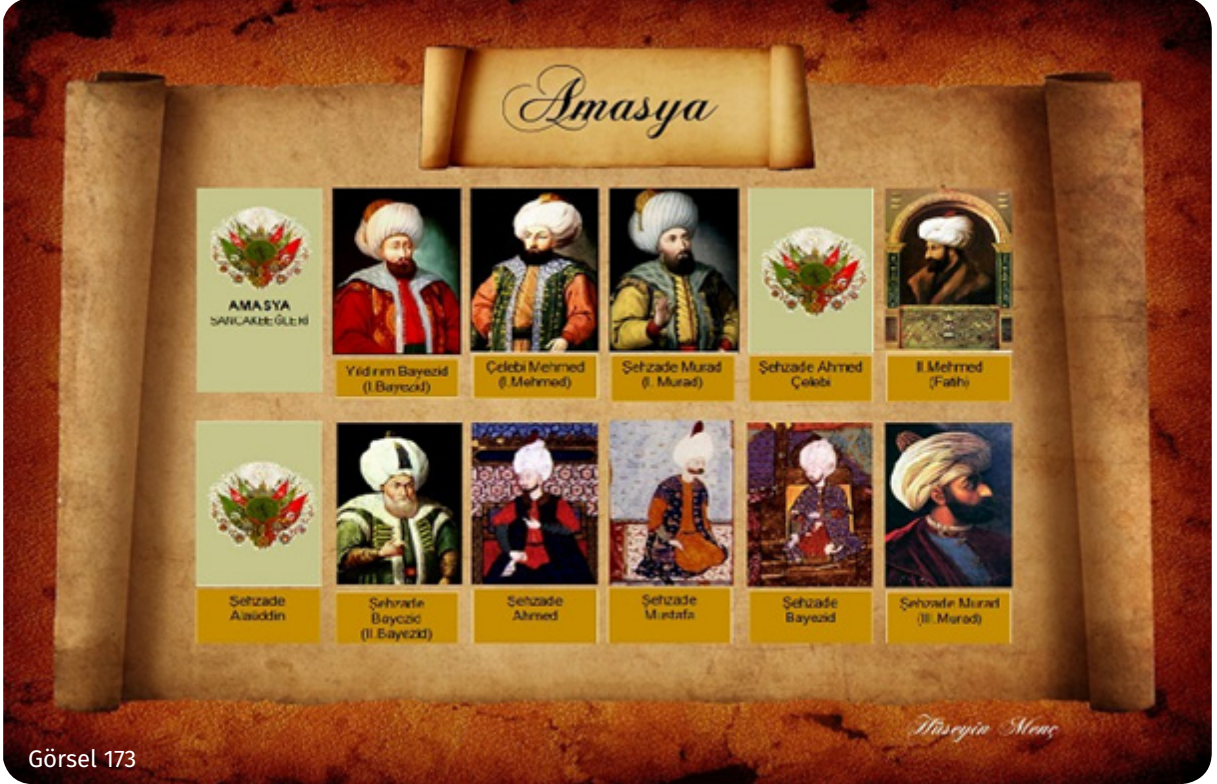 Amasya
AMASYA
SANCAKBEĞLERİ
Yıldırım Bayezid
(I.Bayezid)
Çelebi Mehmed
(I.Mehmed)
Şehzade Murad
(I. Murad)
Şehzade Ahmed
Çelebi
II.Mehmed
(Fatih)
Şehzade
Alaüddin
Şehzade
Bayezid
(II.Bayezid)
Şehzade
Ahmed
Şehzade
Mustafa
Şehzade
Bayezid
Şehzade Murad
(III.Murad)
Hüseyin Menç
Görsel 173